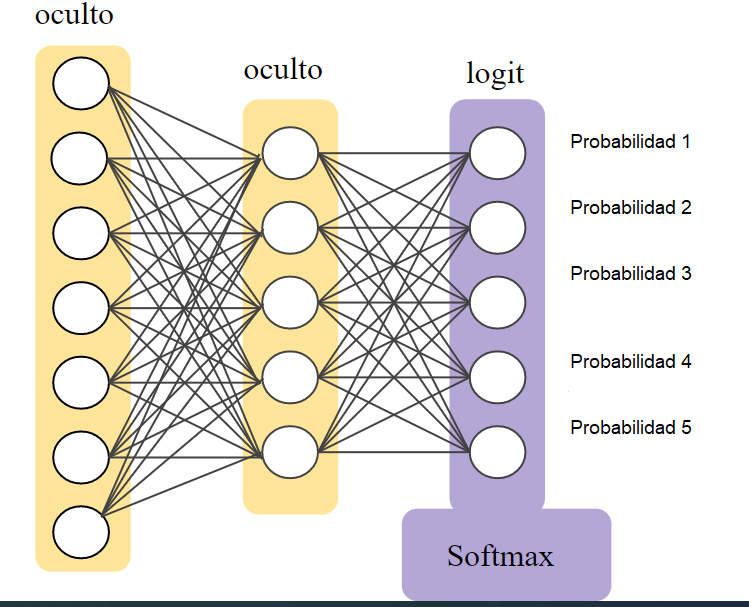 oculto
oculto
logit
Probabilidad 1
Probabilidad 2
Probabilidad 3
Probabilidad 4
Probabilidad 5
Softmax